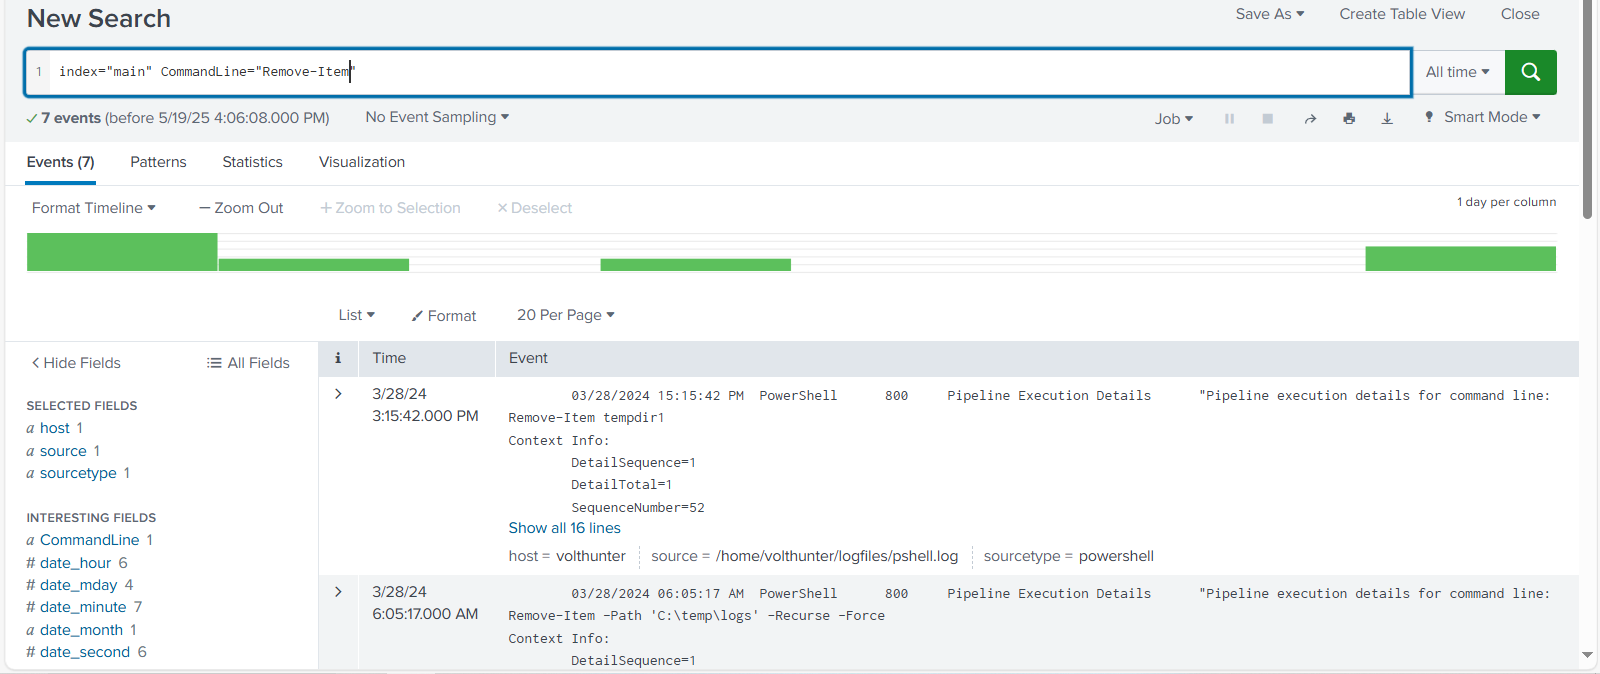 New Search
Save As Create Table View Close
1 index="main" CommandLine="Remove-Item"
All time
7 events (before 5/19/25 4:06:08.000 PM) No Event Sampling
Job Smart Mode
Events (7) Patterns Statistics Visualization
Format Timeline – Zoom Out + Zoom to Selection × Deselect
1 day per column
List Format 20 Per Page
< Hide Fields All Fields
i Time Event
SELECTED FIELDS
a host 1
a source 1
a sourcetype 1
INTERESTING FIELDS
a CommandLine 1
# date_hour 6
# date_mday 4
# date_minute 7
a date_month 1
# date_second 6
> 3/28/24
3:15:42.000 PM
03/28/2024 15:15:42 PM PowerShell 800 Pipeline Execution Details "Pipeline execution details for command line:
Remove-Item tempdir1
Context Info:
DetailSequence=1
DetailTotal=1
SequenceNumber=52
Show all 16 lines
host = volthunter source = /home/volthunter/logfiles/pshell.log sourcetype = powershell
> 3/28/24
6:05:17.000 AM
03/28/2024 06:05:17 AM PowerShell 800 Pipeline Execution Details "Pipeline execution details for command line:
Remove-Item -Path 'C:\temp\logs' -Recurse -Force
Context Info:
DetailSequence=1